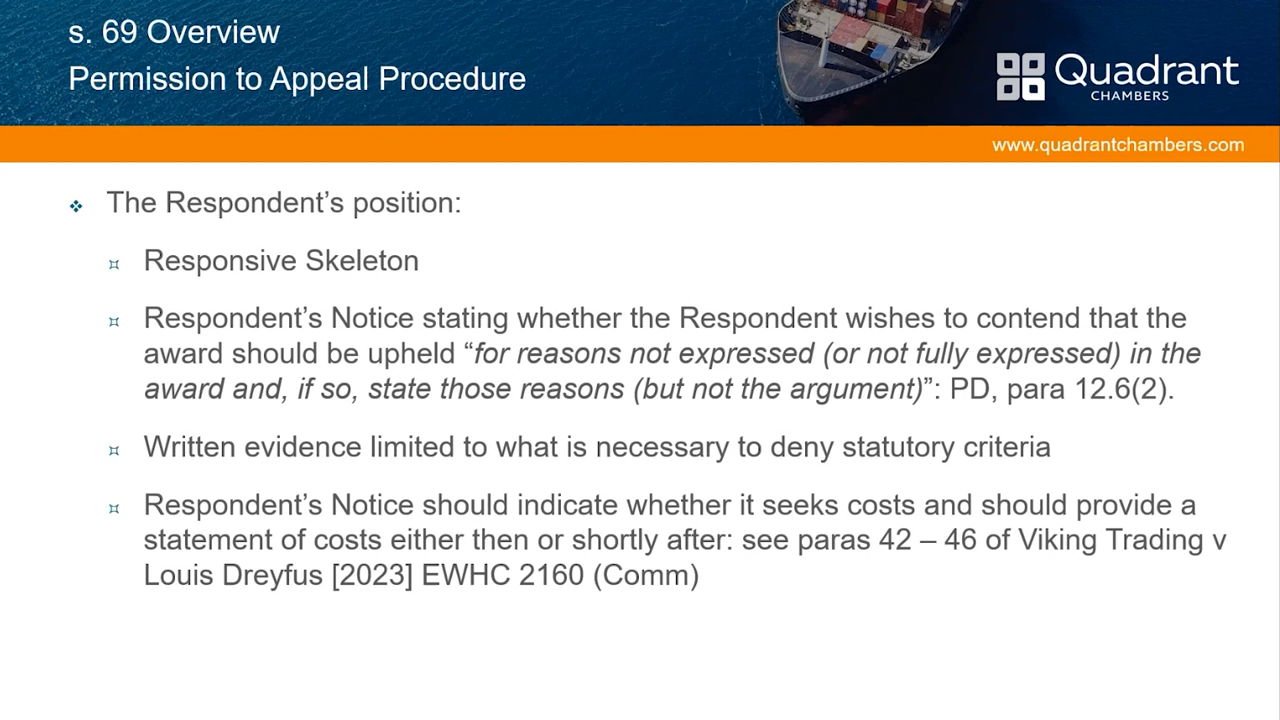 s. 69 Overview
Permission to Appeal Procedure
Quadrant
CHAMBERS
www.quadrantchambers.com
The Respondent’s position:
Responsive Skeleton
Respondent’s Notice stating whether the Respondent wishes to contend that the
award should be upheld “for reasons not expressed (or not fully expressed) in the
award and, if so, state those reasons (but not the argument)”: PD, para 12.6(2).
Written evidence limited to what is necessary to deny statutory criteria
Respondent’s Notice should indicate whether it seeks costs and should provide a
statement of costs either then or shortly after: see paras 42 – 46 of Viking Trading v
Louis Dreyfus [2023] EWHC 2160 (Comm)